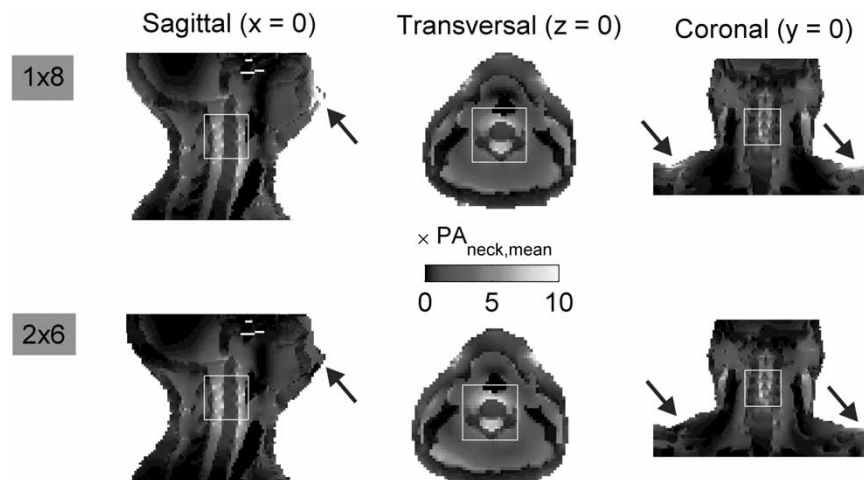 Sagittal (x = 0) Transversal (z = 0) Coronal (y = 0)
1x8
× PA neck,mean
0 5 10
2x6